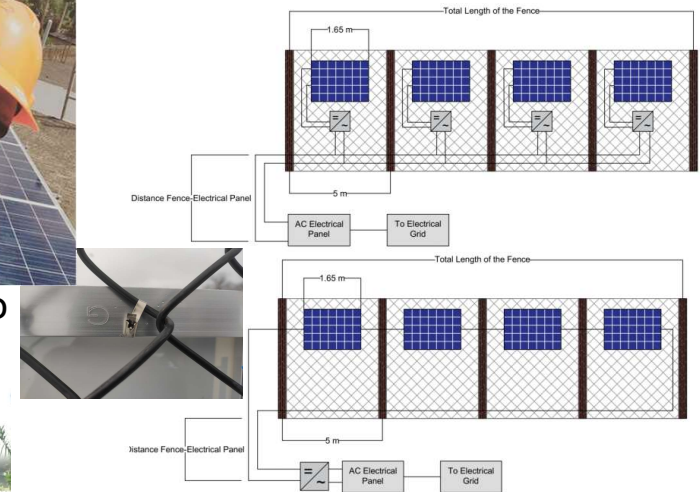 Total Length of the Fence
1.65 m
=
~
=
~
=
~
=
~
Distance Fence-Electrical Panel
5 m
AC Electrical
Panel
To Electrical
Grid
Total Length of the Fence
1.65 m
5 m
Distance Fence-Electrical Panel
=
~
AC Electrical
Panel
To Electrical
Grid